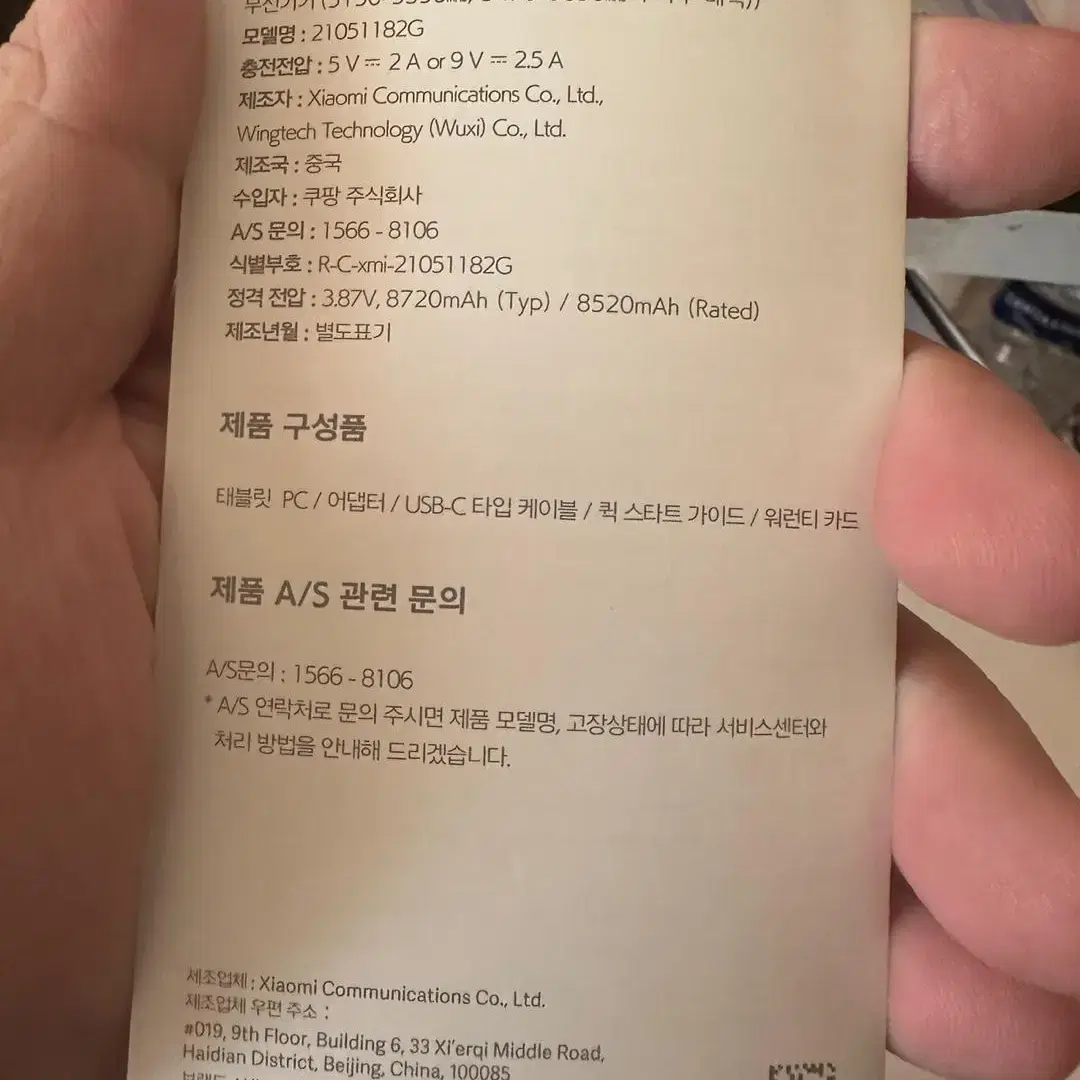 모델명 : 21051182G
충전전압 : 5 V ⎓ 2 A or 9 V ⎓ 2.5 A
제조자 : Xiaomi Communications Co., Ltd.,
Wingtech Technology (Wuxi) Co., Ltd.
제조국 : 중국
수입자 : 쿠팡 주식회사
A/S 문의 : 1566 - 8106
식별부호 : R-C-xmi-21051182G
정격 전압 : 3.87V, 8720mAh (Typ) / 8520mAh (Rated)
제조년월 : 별도표기
제품 구성품
태블릿 PC / 어댑터 / USB-C 타입 케이블 / 퀵 스타트 가이드 / 워런티 카드
제품 A/S 관련 문의
A/S문의 : 1566 - 8106
* A/S 연락처로 문의 주시면 제품 모델명, 고장상태에 따라 서비스센터와
처리 방법을 안내해 드리겠습니다.
제조업체 : Xiaomi Communications Co., Ltd.
제조업체 우편 주소 :
#019, 9th Floor, Building 6, 33 Xi'erqi Middle Road,
Haidian District, Beijing, China, 100085